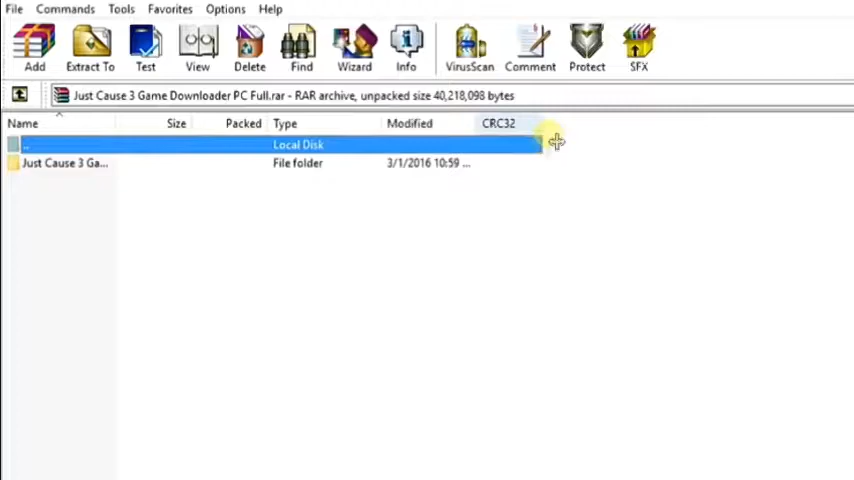 File Commands Tools Favorites Options Help
Add Extract To Test View Delete Find Wizard Info VirusScan Comment Protect SFX
Just Cause 3 Game Downloader PC Full.rar - RAR archive, unpacked size 40,218,098 bytes
Name Size Packed Type Modified CRC32
.. Local Disk
Just Cause 3 Ga... File folder 3/1/2016 10:59 ...